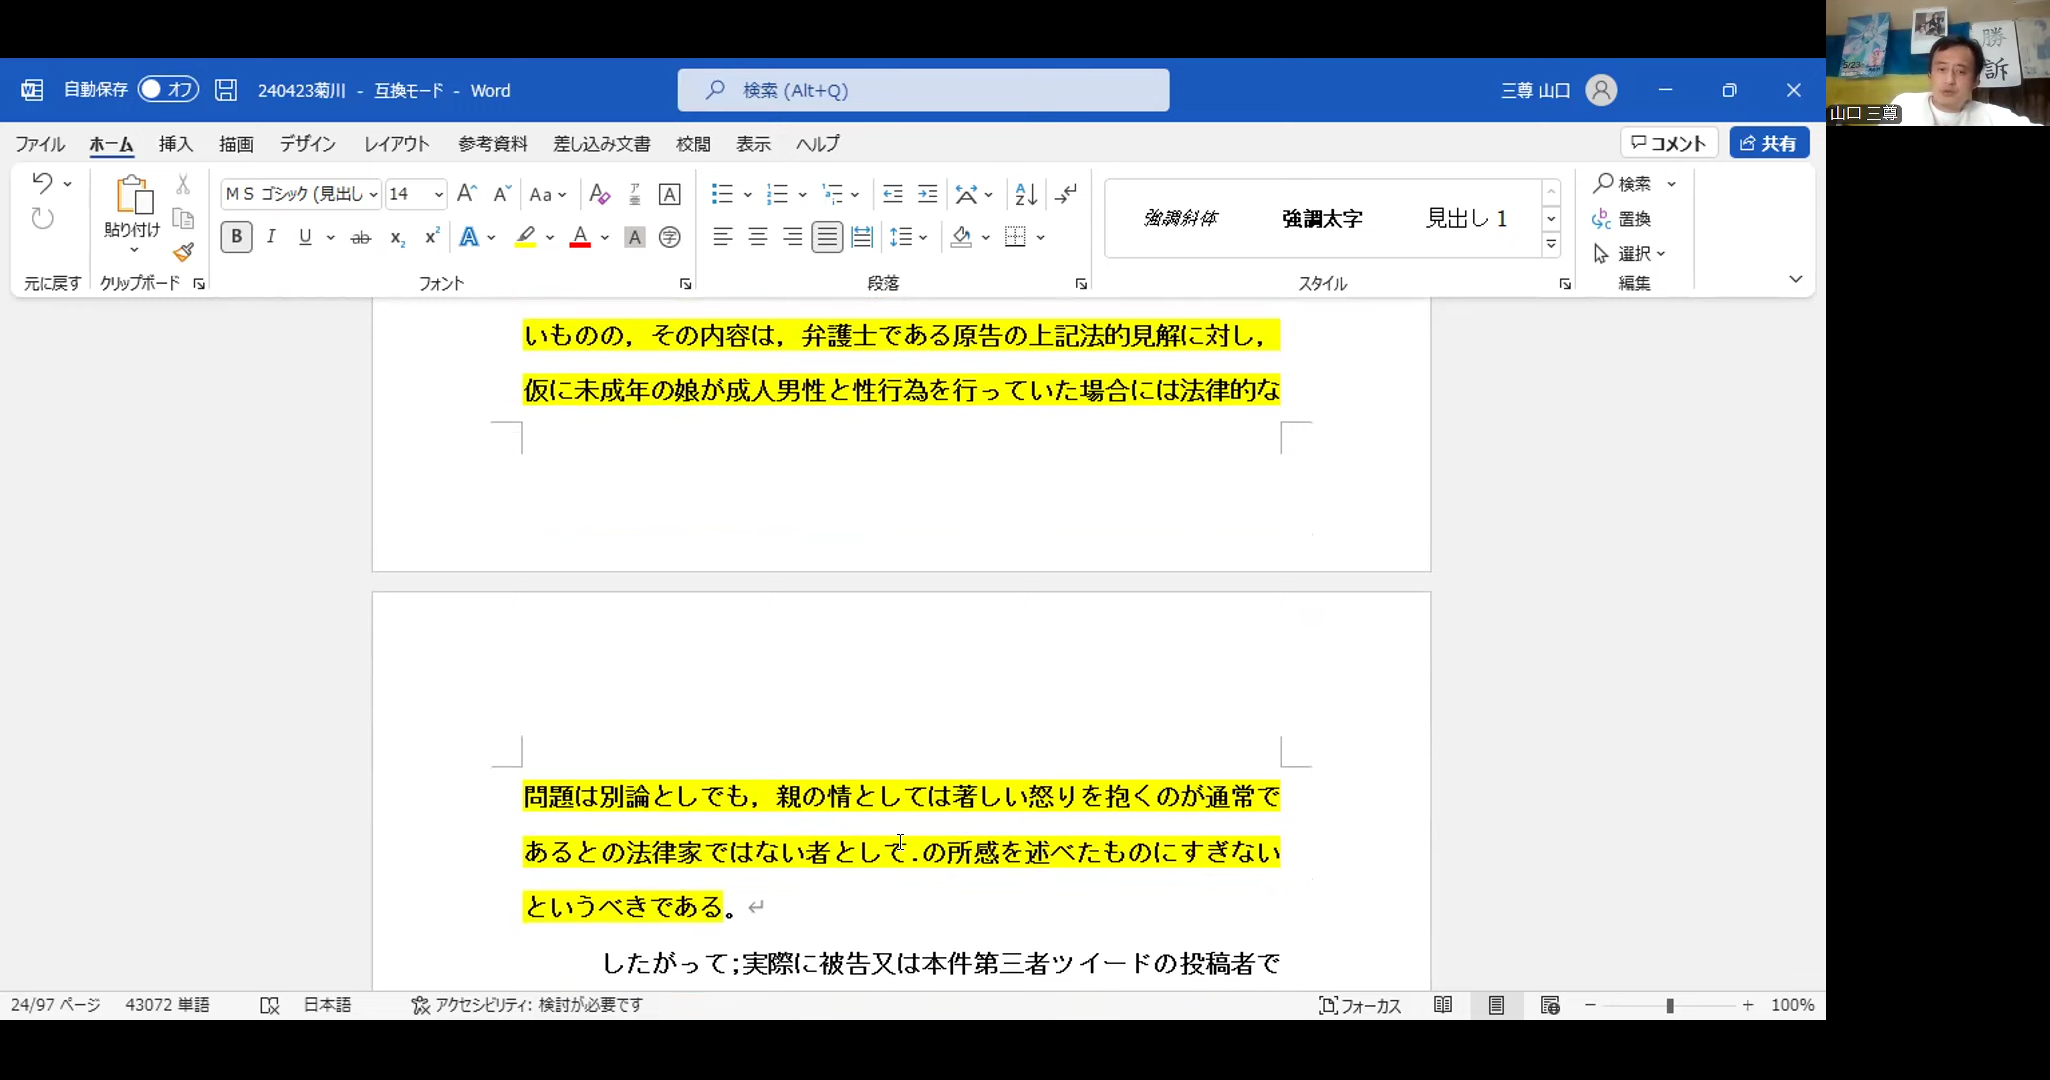 自動保存 オフ 240423菊川 - 互換モード - Word 検索 (Alt+Q) 三尊 山口
勝
訴
5/23
山口 三尊
ファイル ホーム 挿入 描画 デザイン レイアウト 参考資料 差し込み文書 校閲 表示 ヘルプ コメント 共有
ＭＳ ゴシック (見出し 14 Aa
貼り付け
強調斜体 強調太字 見出し 1
検索
置換
選択
元に戻す クリップボード フォント 段落 スタイル 編集
いものの，その内容は，弁護士である原告の上記法的見解に対し，
仮に未成年の娘が成人男性と性行為を行っていた場合には法律的な
問題は別論としでも，親の情としては著しい怒りを抱くのが通常で
あるとの法律家ではない者として.の所感を述べたものにすぎない
というべきである。
したがって;実際に被告又は本件第三者ツイードの投稿者で
24/97 ページ 43072 単語 日本語 アクセシビリティ: 検討が必要です フォーカス 100%